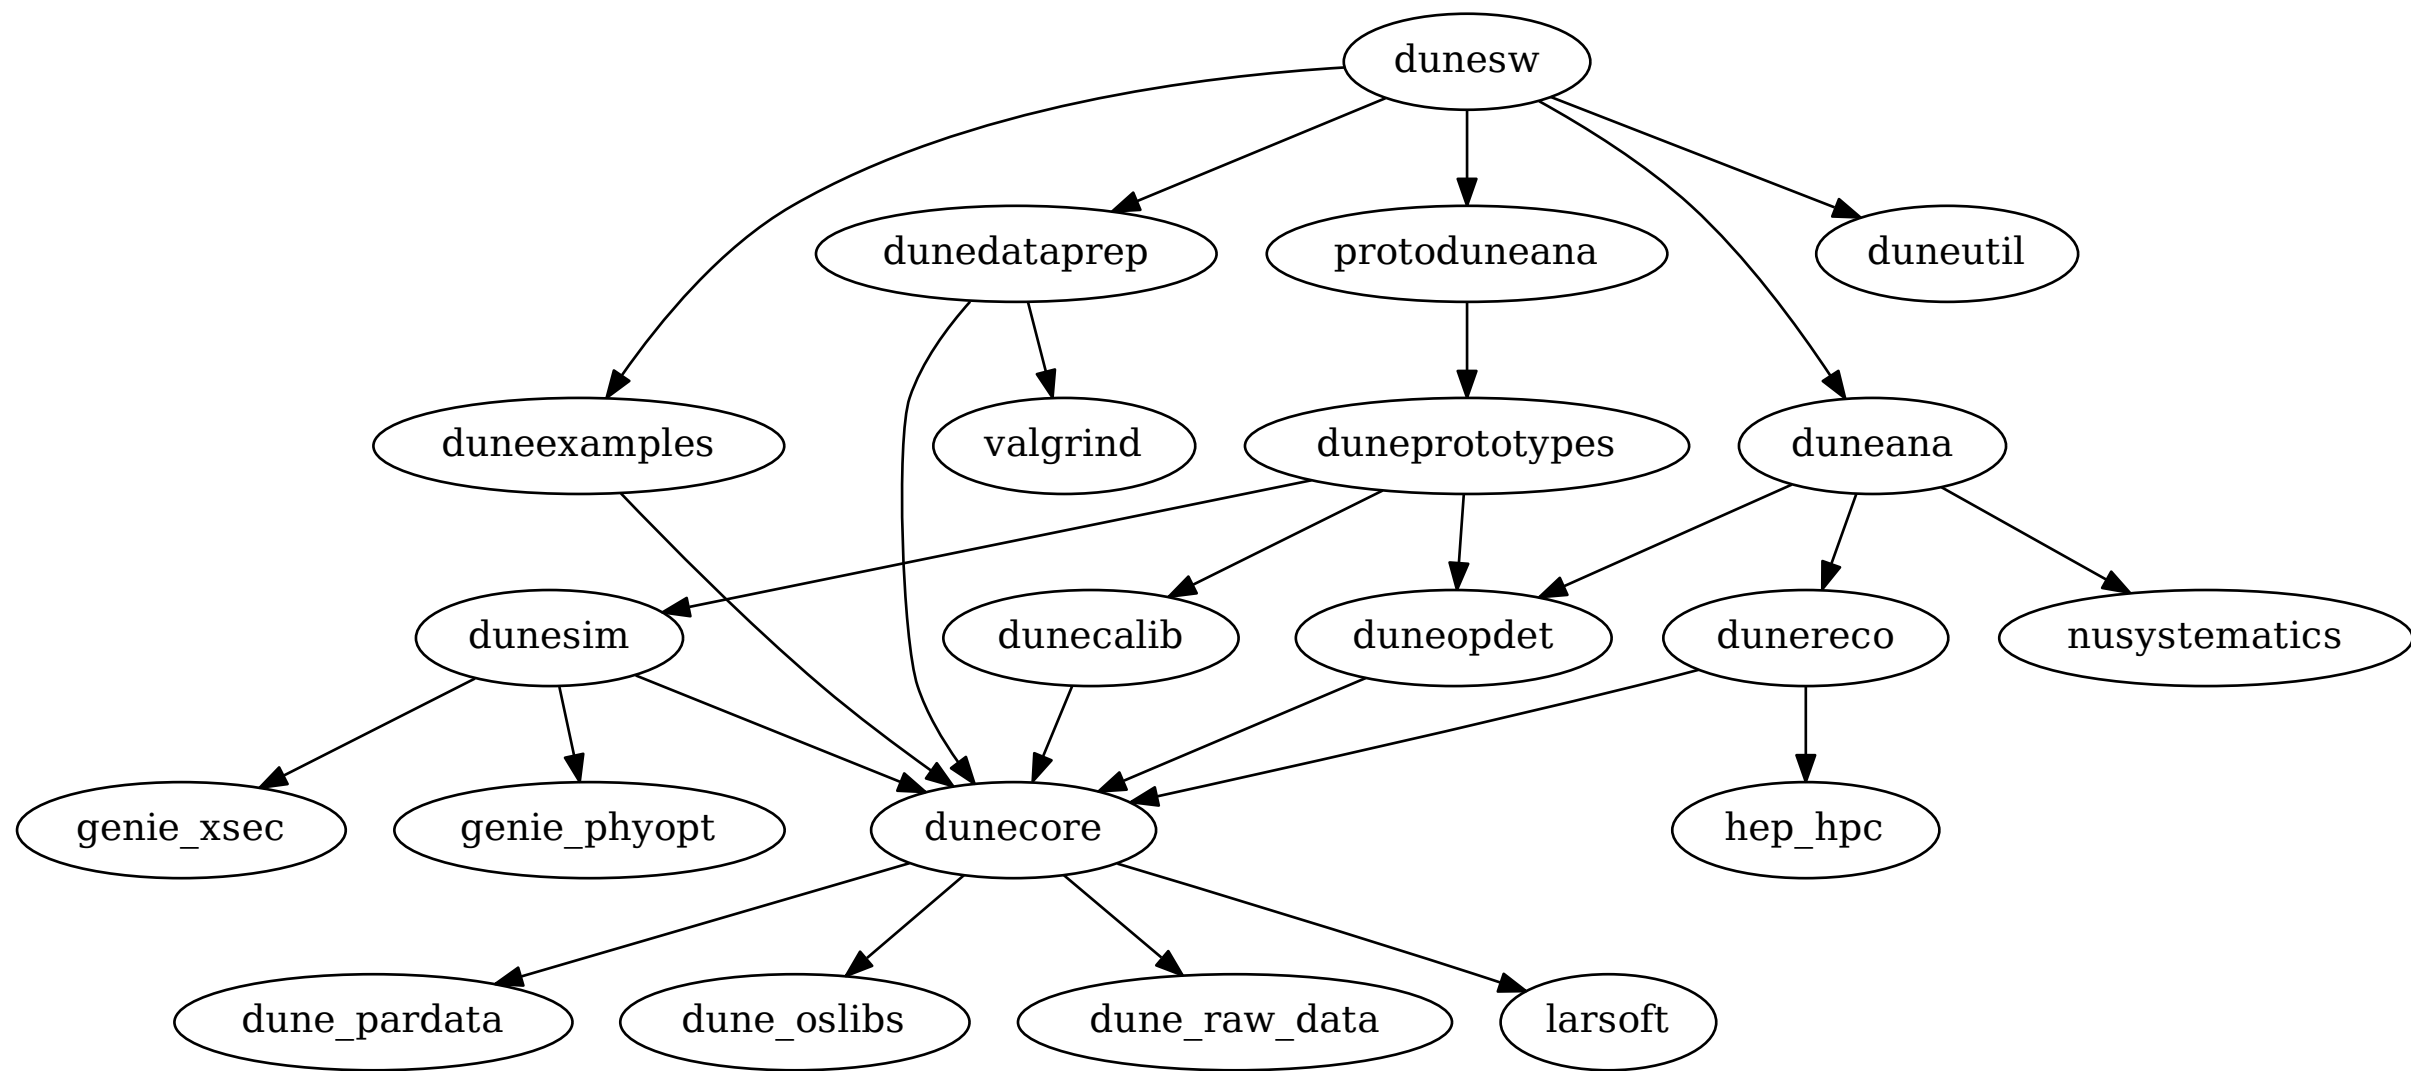 dunesw
dunedataprep
protoduneana
duneutil
duneexamples
valgrind
duneprototypes
duneana
dunesim
dunecalib
duneopdet
dunereco
nusystematics
genie_xsec
genie_phyopt
dunecore
hep_hpc
dune_pardata
dune_oslibs
dune_raw_data
larsoft